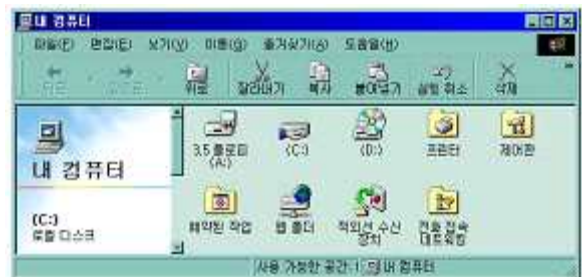 내 컴퓨터
파일(F) 편집(E) 보기(V) 이동(G) 즐겨찾기(A) 도움말(H)
위로 잘라내기 복사 붙여넣기 실행 취소 삭제
내 컴퓨터
(C:)
로컬 디스크
3.5 플로피 (A:)
(C:)
(D:)
프린터
제어판
예약된 작업
웹 폴더
적외선 수신 장치
전화 접속 네트워킹
사용 가능한 공간: 1
내 컴퓨터